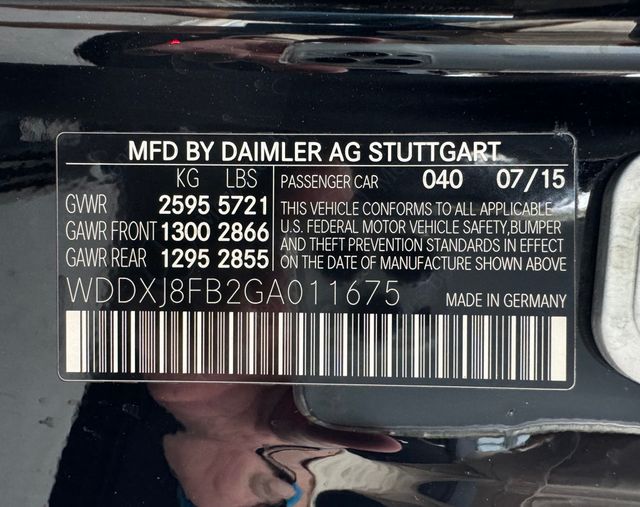 MFD BY DAIMLER AG STUTTGART
KG LBS
GVWR 2595 5721
GAWR FRONT 1300 2866
GAWR REAR 1295 2855
PASSENGER CAR 040 07/15
THIS VEHICLE CONFORMS TO ALL APPLICABLE
U.S. FEDERAL MOTOR VEHICLE SAFETY, BUMPER
AND THEFT PREVENTION STANDARDS IN EFFECT
ON THE DATE OF MANUFACTURE SHOWN ABOVE
WDDXJ8FB2GA011675
MADE IN GERMANY